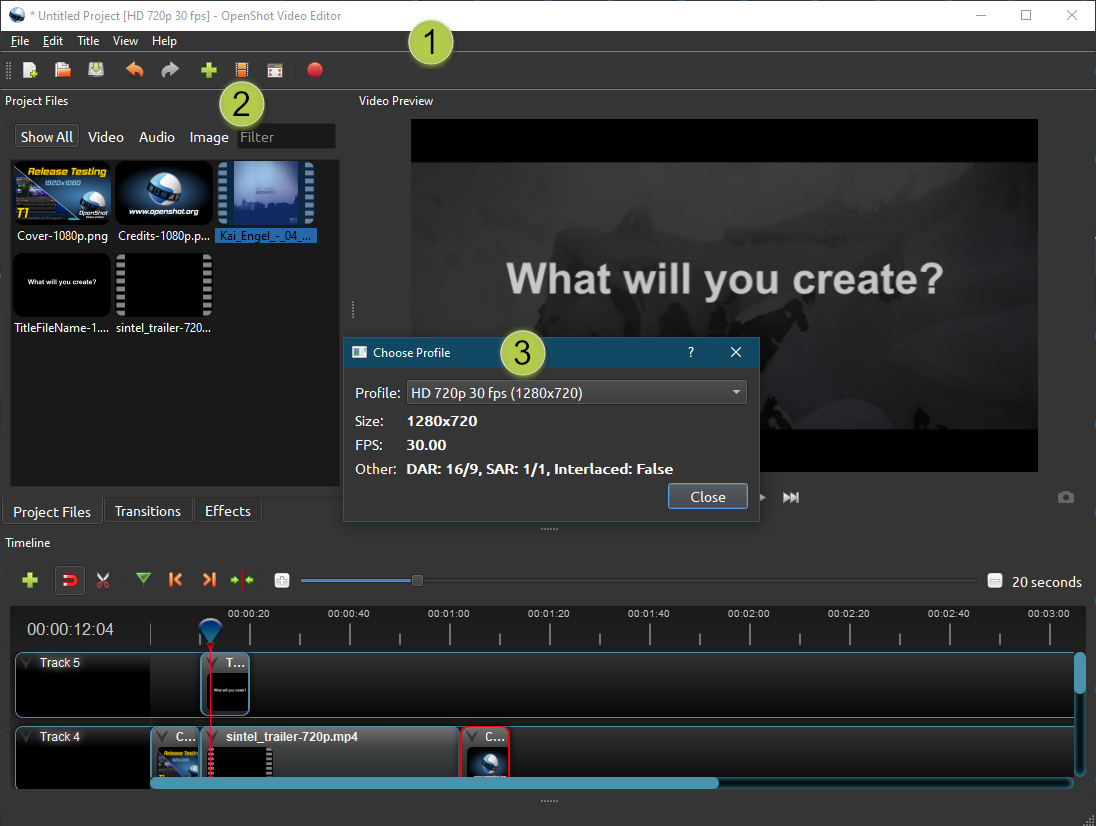 * Untitled Project [HD 720p 30 fps] - OpenShot Video Editor
File Edit Title View Help
1
2
Project Files
Video Preview
Show All Video Audio Image Filter
Release Testing
1920x1080
T1
OpenShot
www.openshot.org
Cover-1080p.png Credits-1080p.p... Kai_Engel_-_04_...
What will you create?
TitleFileName-1.... sintel_trailer-720...
What will you create?
3
Choose Profile ?
Profile: HD 720p 30 fps (1280x720)
Size: 1280x720
FPS: 30.00
Other: DAR: 16/9, SAR: 1/1, Interlaced: False
Close
Project Files Transitions Effects
Timeline
20 seconds
00:00:12:04
00:00:20 00:00:40 00:01:00 00:01:20 00:01:40 00:02:00 00:02:20 00:02:40 00:03:00
Track 5 T...
What will you create?
Track 4 C... sintel_trailer-720p.mp4 C...
Release Testing